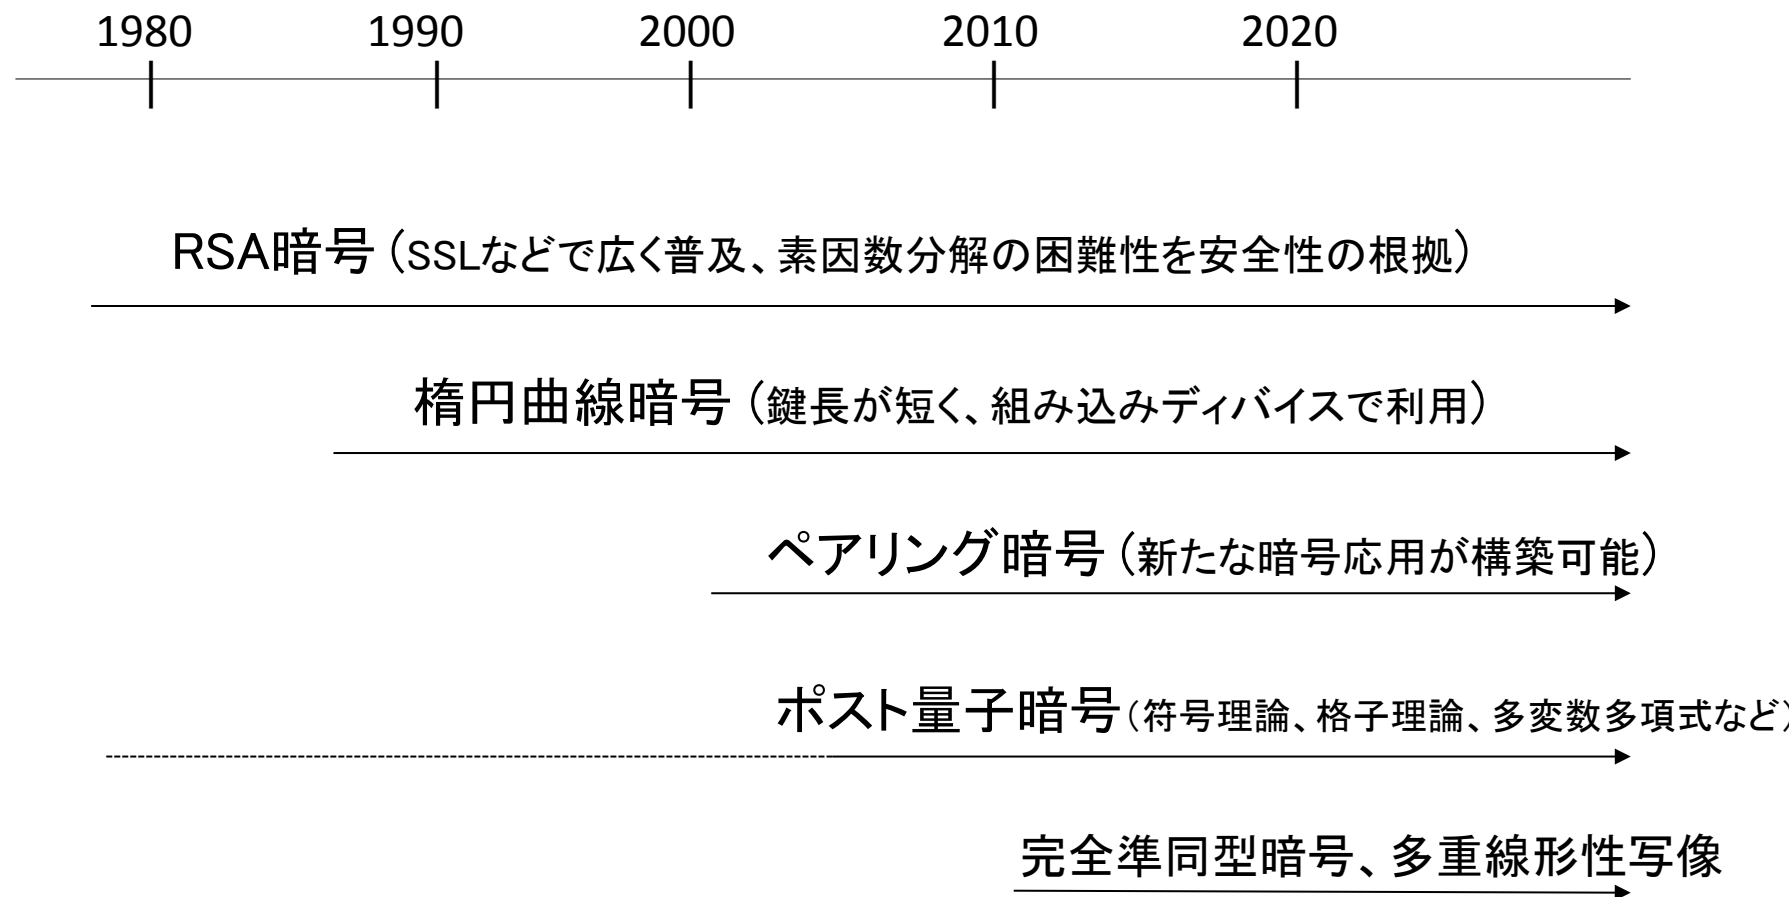 1980 1990 2000 2010 2020
RSA暗号（SSLなどで広く普及、素因数分解の困難性を安全性の根拠）
楕円曲線暗号（鍵長が短く、組み込みディバイスで利用）
ペアリング暗号（新たな暗号応用が構築可能）
ポスト量子暗号（符号理論、格子理論、多変数多項式など）
完全準同型暗号、多重線形性写像